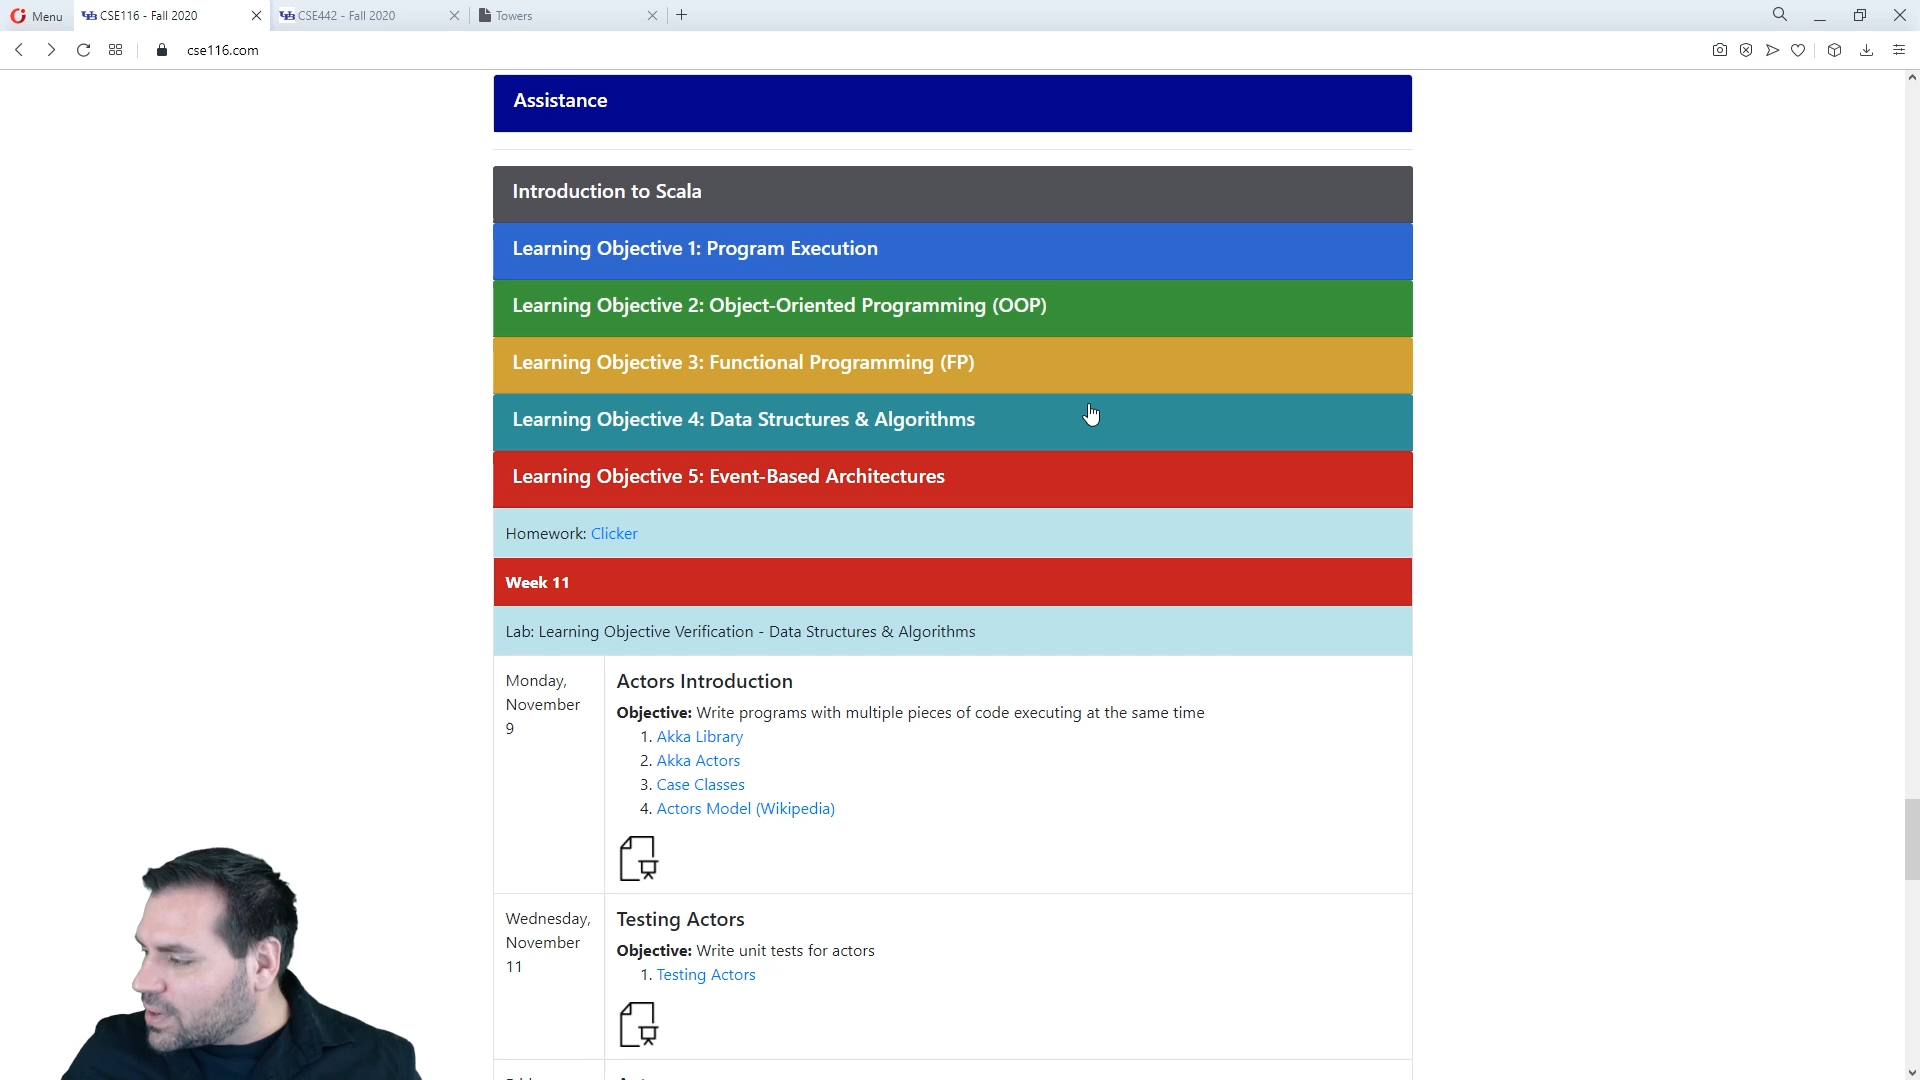 Menu
CSE116 - Fall 2020
CSE442 - Fall 2020
Towers
cse116.com
Assistance
Introduction to Scala
Learning Objective 1: Program Execution
Learning Objective 2: Object-Oriented Programming (OOP)
Learning Objective 3: Functional Programming (FP)
Learning Objective 4: Data Structures & Algorithms
Learning Objective 5: Event-Based Architectures
Homework: Clicker
Week 11
Lab: Learning Objective Verification - Data Structures & Algorithms
Monday,
November
9
Actors Introduction
Objective: Write programs with multiple pieces of code executing at the same time
1. Akka Library
2. Akka Actors
3. Case Classes
4. Actors Model (Wikipedia)
Wednesday,
November
11
Testing Actors
Objective: Write unit tests for actors
1. Testing Actors